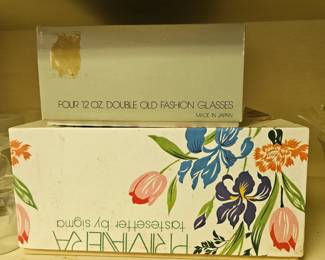 FOUR 12 OZ. DOUBLE OLD FASHION GLASSES
MADE IN JAPAN
PRIMAVERA
tastesetter by sigma